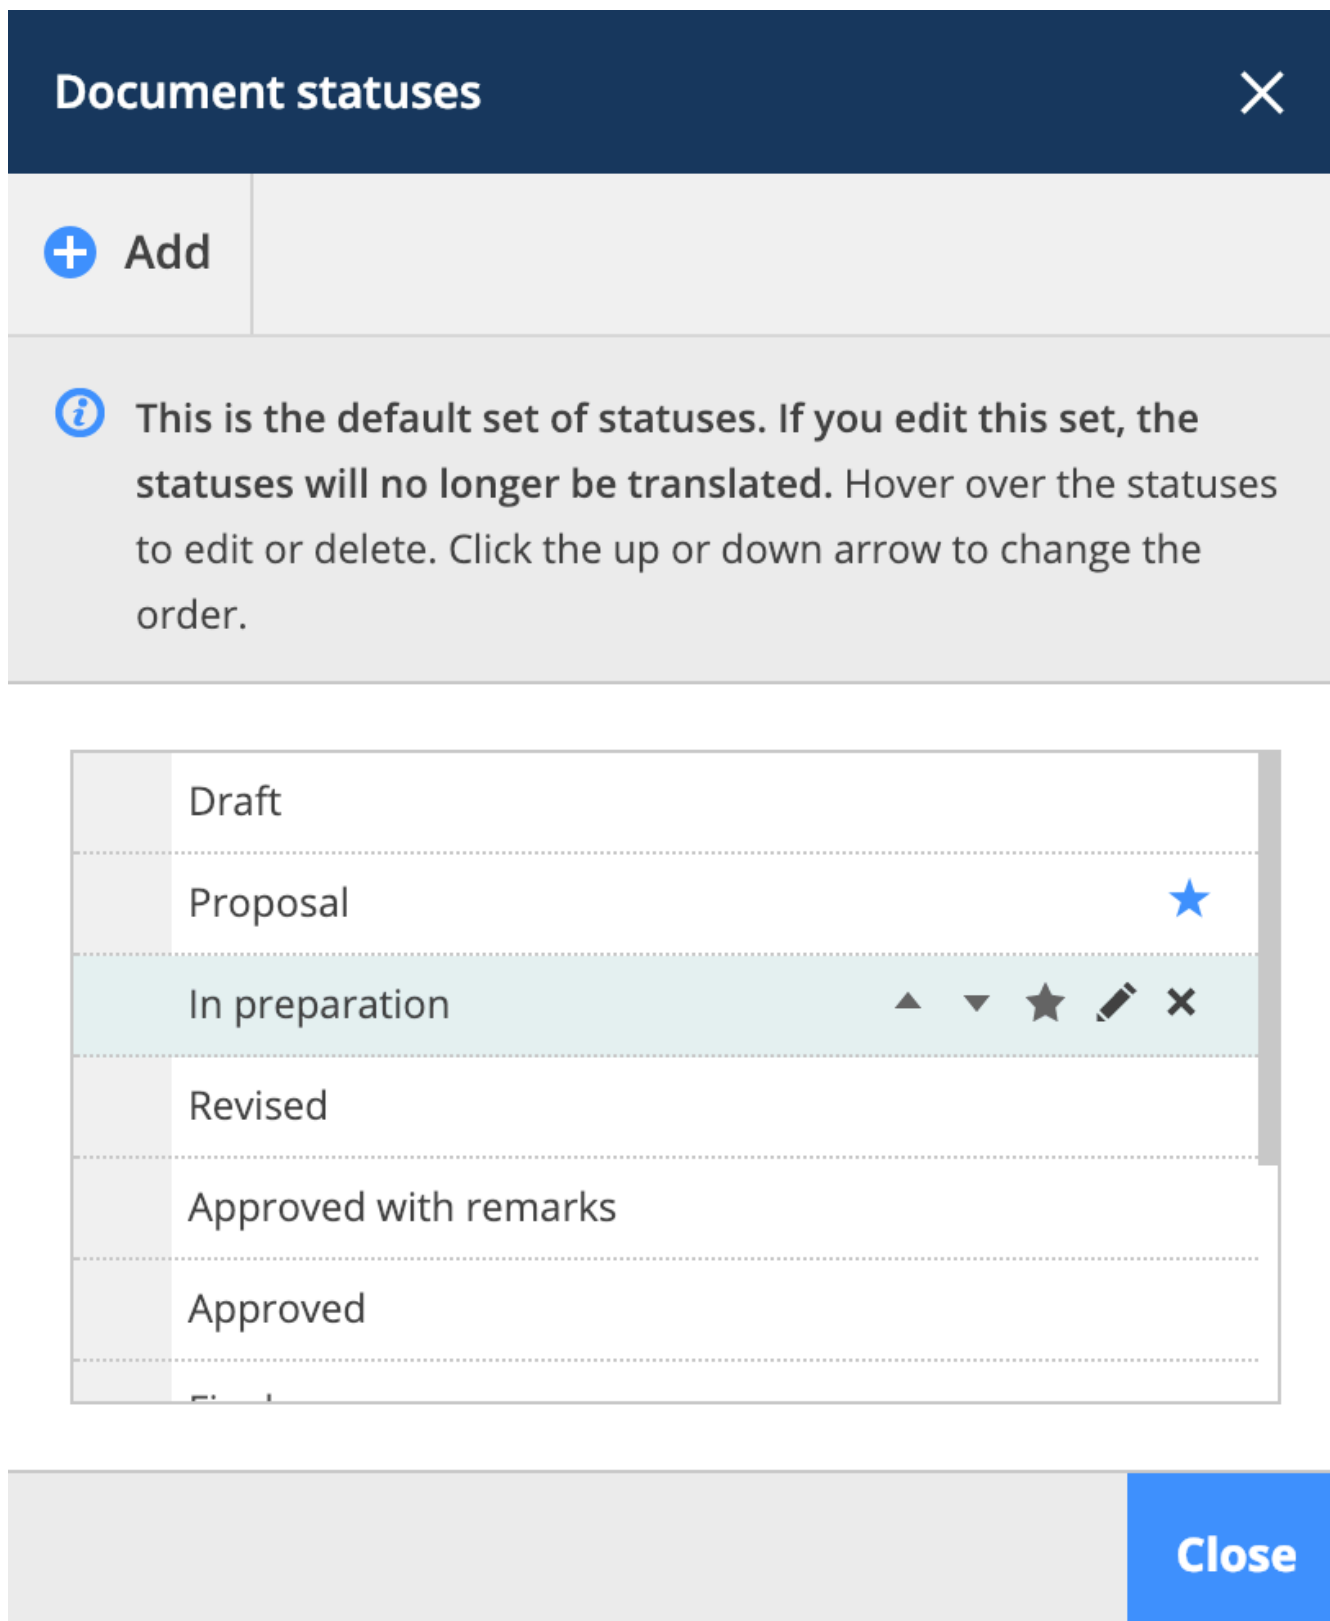 Document statuses
Add
This is the default set of statuses. If you edit this set, the
statuses will no longer be translated. Hover over the statuses
to edit or delete. Click the up or down arrow to change the
order.
Draft
Proposal
In preparation
Revised
Approved with remarks
Approved
Close